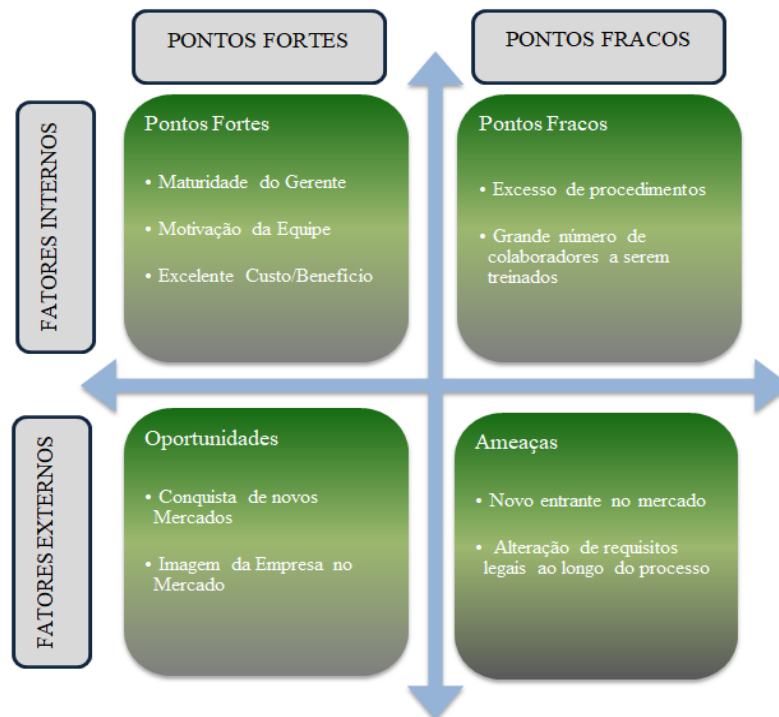 PONTOS FORTES
PONTOS FRACOS
FATORES INTERNOS
Pontos Fortes
• Maturidade do Gerente
• Motivação da Equipe
• Excelente Custo/Benefício
Pontos Fracos
• Excesso de procedimentos
• Grande número de
colaboradores a serem
treinados
FATORES EXTERNOS
Oportunidades
• Conquista de novos
Mercados
• Imagem da Empresa no
Mercado
Ameaças
• Novo entrante no mercado
• Alteração de requisitos
legais ao longo do processo